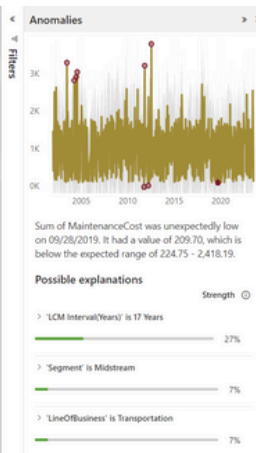 Anomalies
Filters
3K
2K
1K
0K
2005 2010 2015 2020
Sum of MaintenanceCost was unexpectedly low
on 09/28/2019. It had a value of 209.70, which is
below the expected range of 224.75 - 2,418.19.
Possible explanations
Strength
'LCM Interval(Years)' is 17 Years
27%
'Segment' is Midstream
7%
'LineOfBusiness' is Transportation
7%